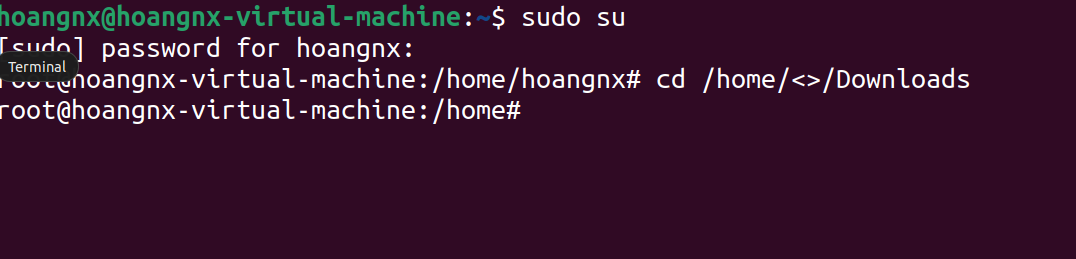 hoangnx@hoangnx-virtual-machine:~$ sudo su
[sudo] password for hoangnx:
Terminal
root@hoangnx-virtual-machine:/home/hoangnx# cd /home/<>/Downloads
root@hoangnx-virtual-machine:/home#